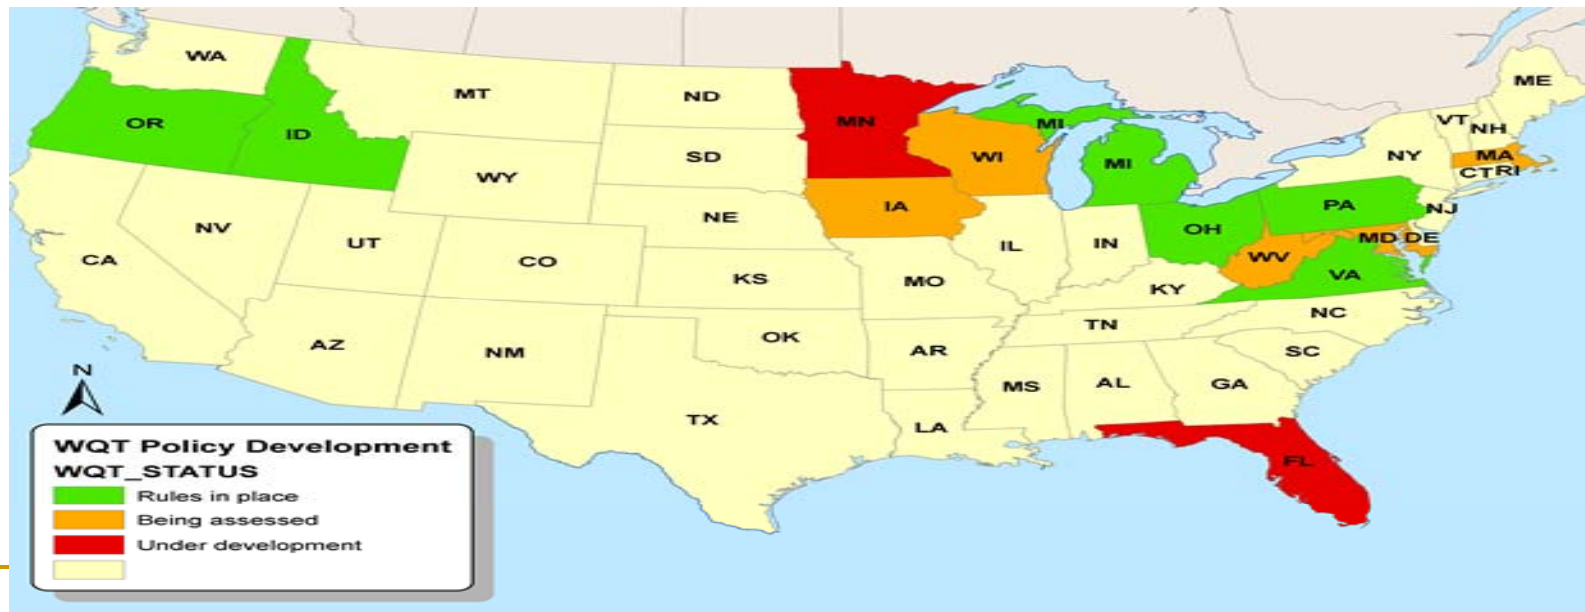 WA
MT
ND
MN
ME
OR
ID
MI
VT
NH
SD
WI
MI
NY
MA
WY
CT RI
IA
PA
NE
NJ
NV
OH
MD DE
UT
IL
IN
CA
CO
WV
KS
MO
VA
KY
NC
TN
AZ
OK
NM
AR
SC
N
MS
AL
GA
TX
LA
WQT Policy Development
WQT_STATUS
FL
Rules in place
Being assessed
Under development